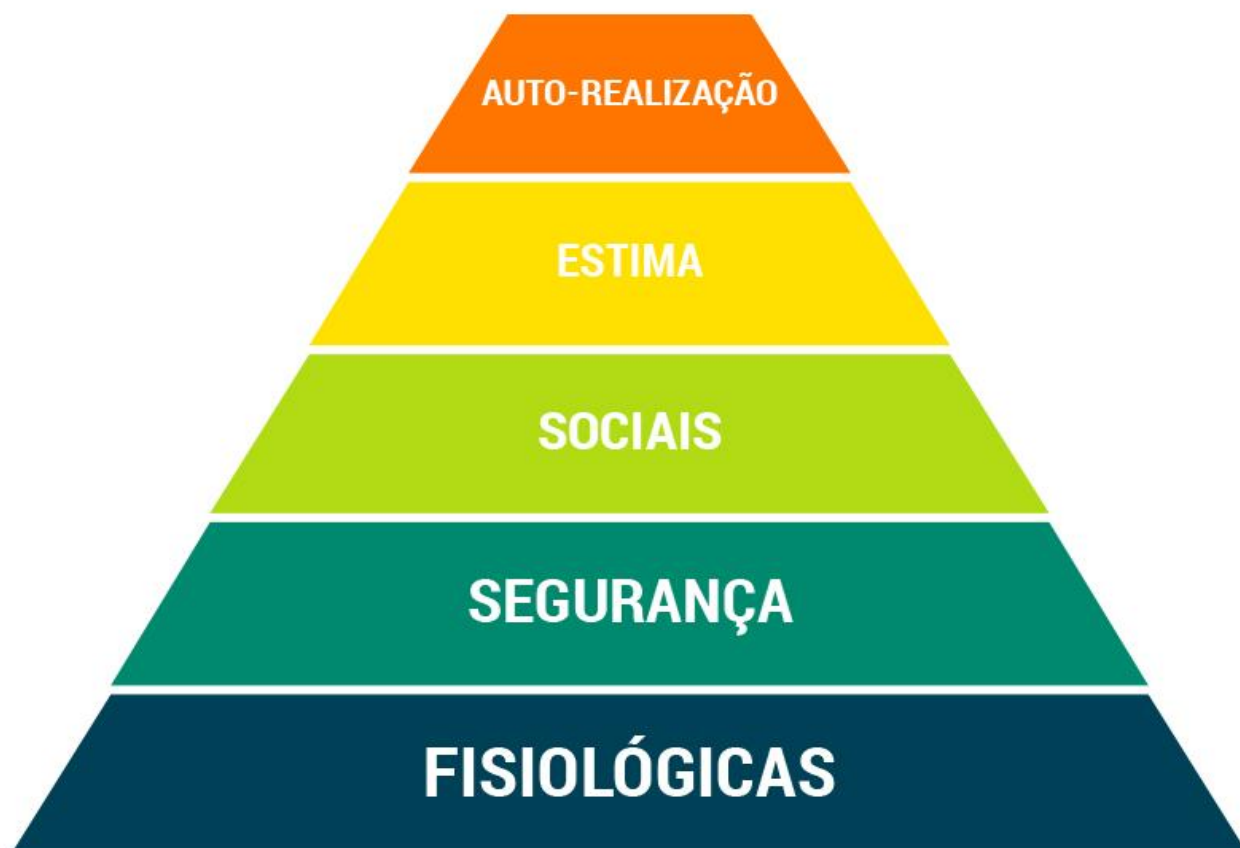 AUTO-REALIZAÇÃO
ESTIMA
SOCIAIS
SEGURANÇA
FISIOLÓGICAS